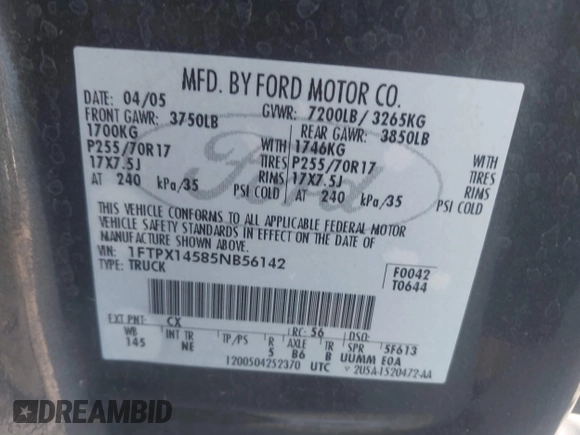 MFD. BY FORD MOTOR CO.
DATE: 04/05 GVWR: 7200LB / 3265KG
FRONT GAWR: 3750LB REAR GAWR: 3850LB
1700KG WITH 1746KG WITH
P255/70R17 TIRES P255/70R17 TIRES
17X7.5J RIMS 17X7.5J RIMS
AT 240 kPa/35 PSI COLD AT 240 kPa/35 PSI COLD
THIS VEHICLE CONFORMS TO ALL APPLICABLE FEDERAL MOTOR
VEHICLE SAFETY STANDARDS IN EFFECT ON THE DATE OF
MANUFACTURE SHOWN ABOVE.
VIN: 1FTPX14585NB56142
TYPE: TRUCK
F0042
T0644
EXT PNT: CX RC: 56 DSO:
WB INT TR TP/PS R AXLE TR SPR 5F613
145 NE 5 B6 B UUMM E0A
1200504252370 UTC 2U5A-1520472-AA
Ford
DREAMBID